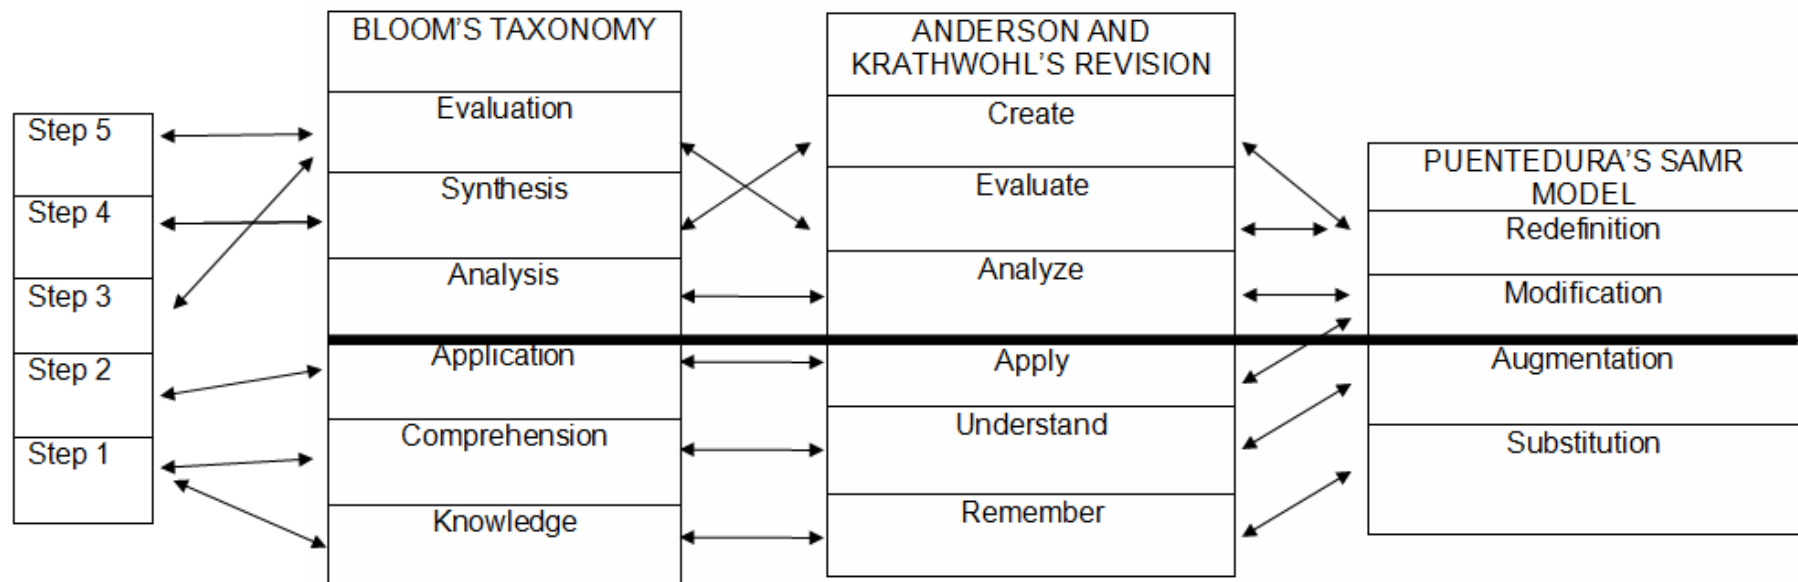 Step 5
Step 4
Step 3
Step 2
Step 1
BLOOM'S TAXONOMY
Evaluation
Synthesis
Analysis
Application
Comprehension
Knowledge
ANDERSON AND
KRATHWOHL'S REVISION
Create
Evaluate
Analyze
Apply
Understand
Remember
PUENTEDURA'S SAMR
MODEL
Redefinition
Modification
Augmentation
Substitution